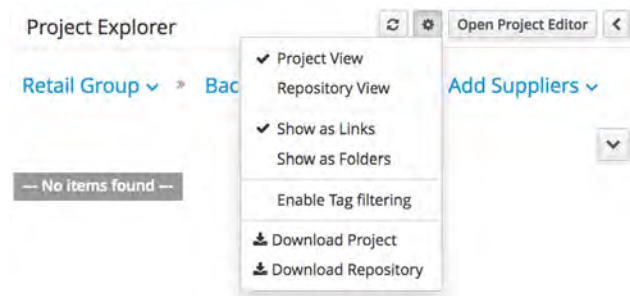 Project Explorer
Open Project Editor
Project View
Repository View
Retail Group » Bac Add Suppliers
Show as Links
Show as Folders
--- No items found ---
Enable Tag filtering
Download Project
Download Repository